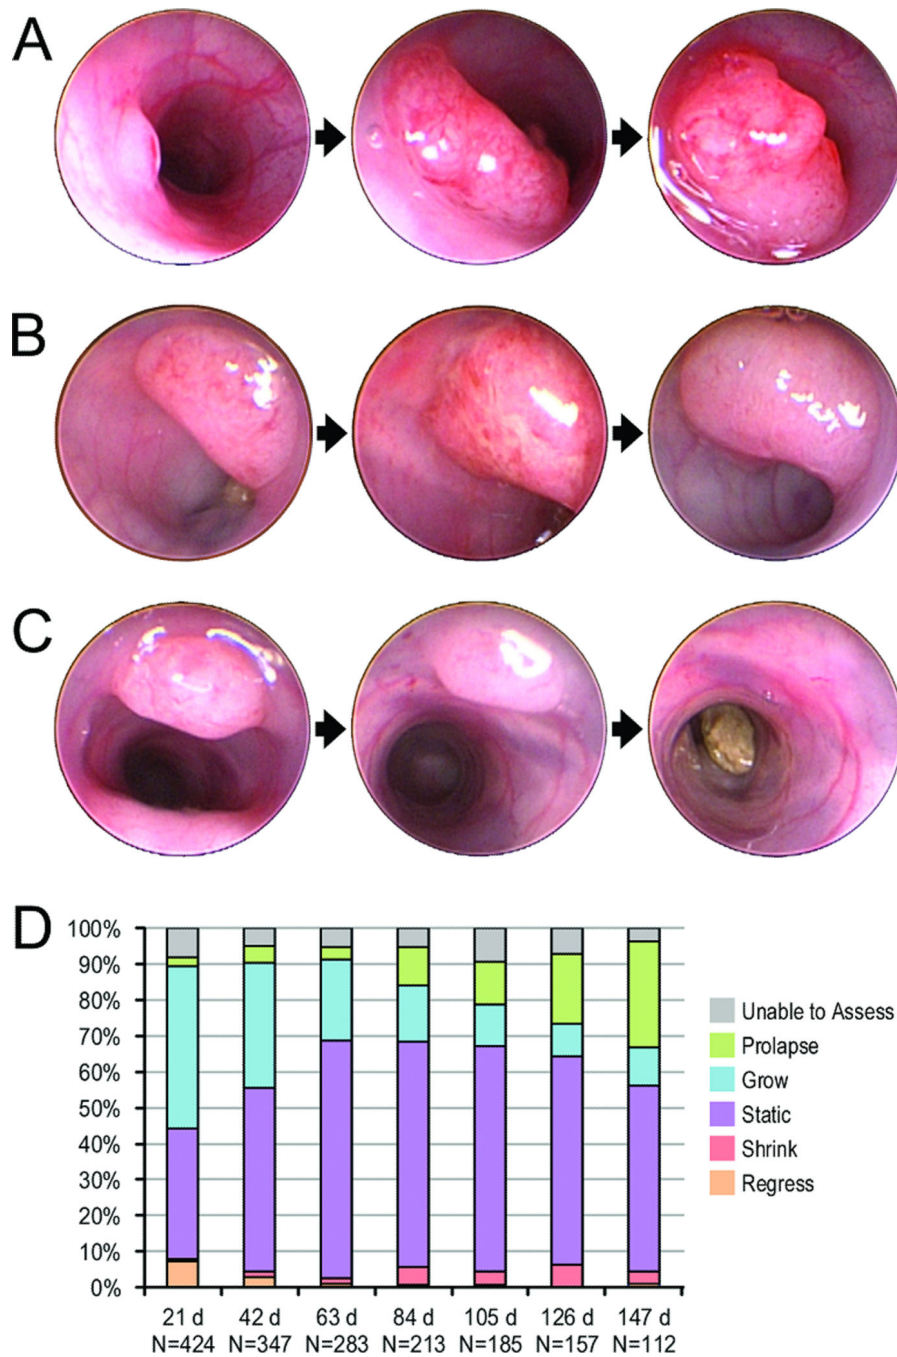 A
B
C
D
100%
90%
80%
70%
60%
50%
40%
30%
20%
10%
0%
21 d 42 d 63 d 84 d 105 d 126 d 147 d
N=424 N=347 N=283 N=213 N=185 N=157 N=112
Unable to Assess
Prolapse
Grow
Static
Shrink
Regress